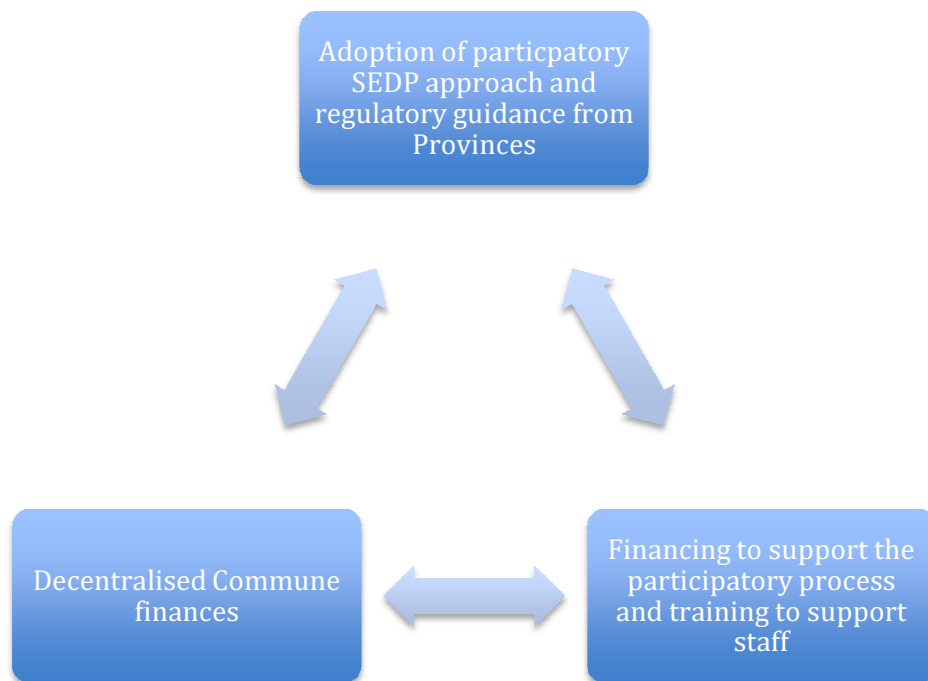 Adoption of particpatory
SEDP approach and
regulatory guidance from
Provinces
Decentralised Commune
finances
Financing to support the
participatory process
and training to support
staff